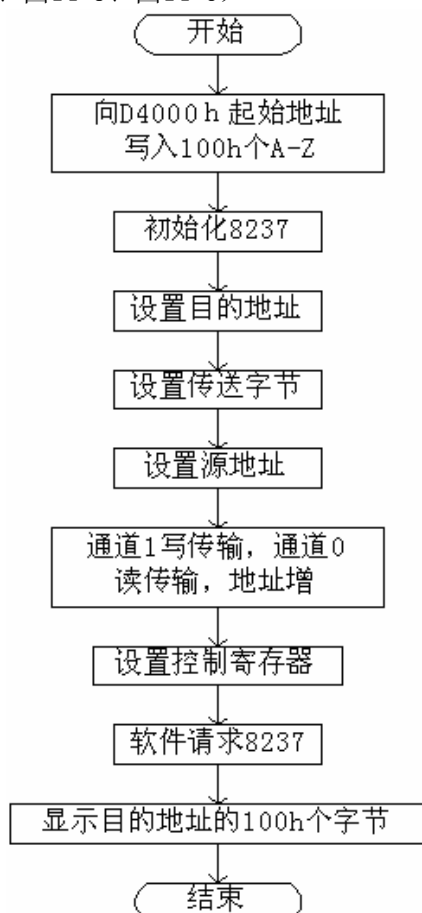 开始
向D4000h起始地址
写入100h个A-Z
初始化8237
设置目的地址
设置传送字节
设置源地址
通道1写传输，通道0
读传输，地址增
设置控制寄存器
软件请求8237
显示目的地址的100h个字节
结束